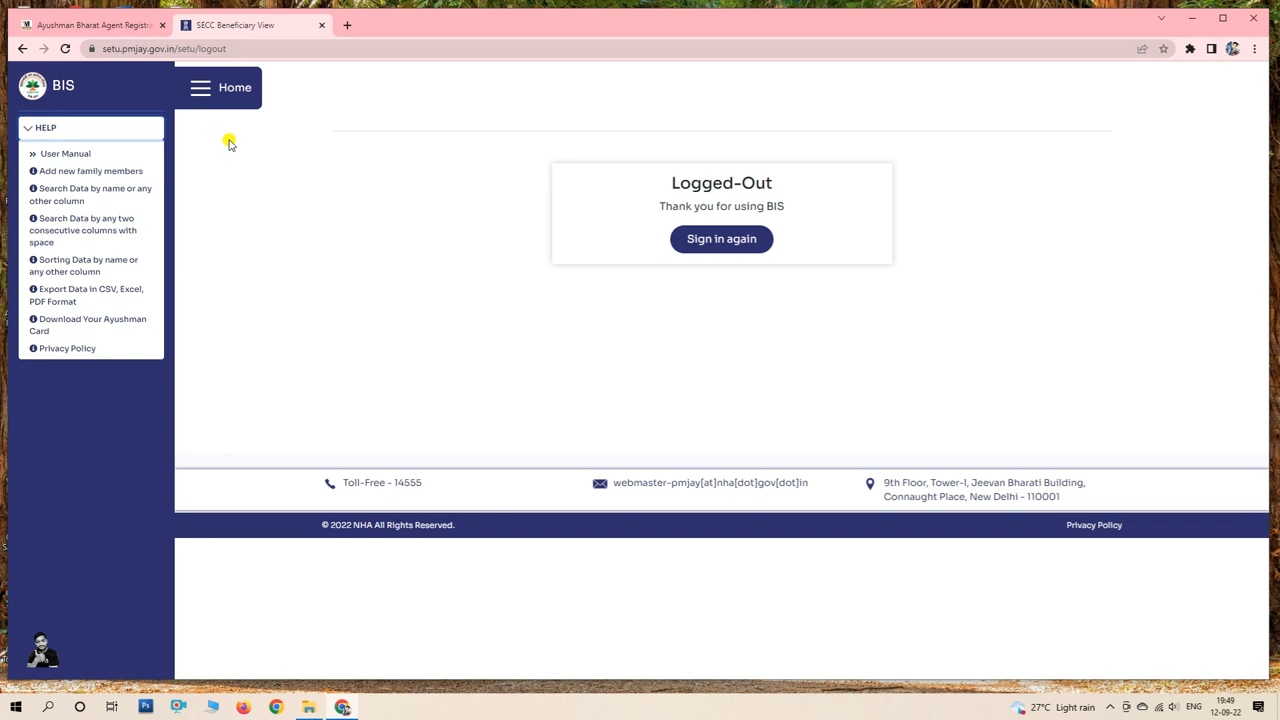 Ayushman Bharat Agent Registra
SECC Beneficiary View
setu.pmjay.gov.in/setu/logout
BIS
Home
HELP
User Manual
Add new family members
Search Data by name or any
other column
Search Data by any two
consecutive columns with
space
Sorting Data by name or
any other column
Export Data in CSV, Excel,
PDF Format
Download Your Ayushman
Card
Privacy Policy
Logged-Out
Thank you for using BIS
Sign in again
Toll-Free - 14555
webmaster-pmjay[at]nha[dot]gov[dot]in
9th Floor, Tower-l, Jeevan Bharati Building,
Connaught Place, New Delhi - 110001
© 2022 NHA All Rights Reserved.
Privacy Policy
Ps
27°C Light rain
19:49
12-09-22